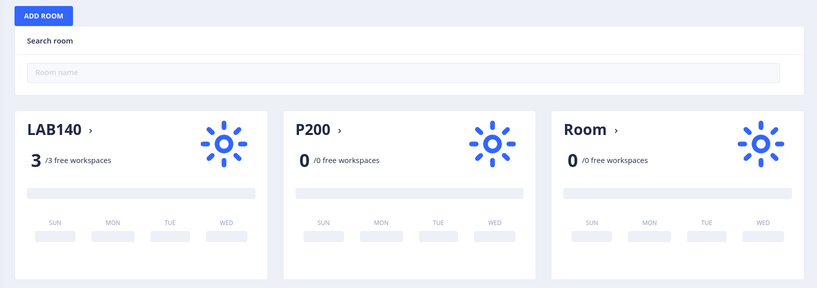 ADD ROOM
Search room
Room name
LAB140 ›
3 /3 free workspaces
SUN MON TUE WED
P200 ›
0 /0 free workspaces
SUN MON TUE WED
Room ›
0 /0 free workspaces
SUN MON TUE WED